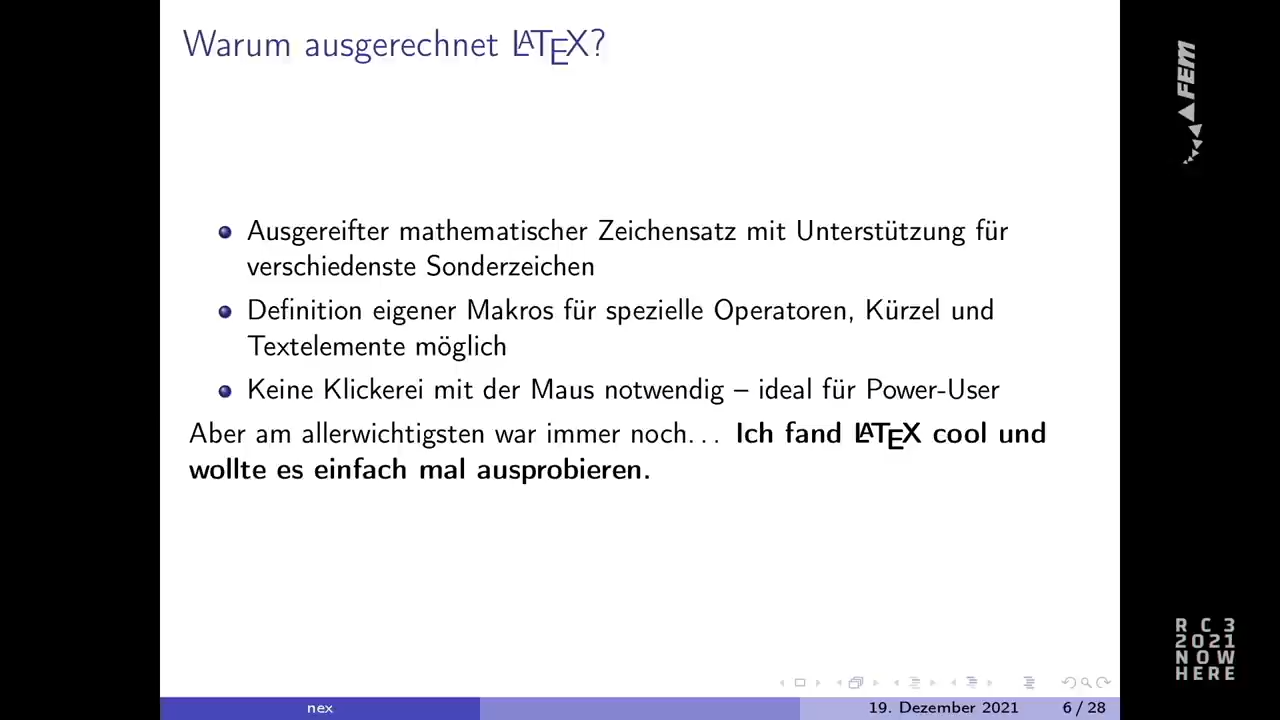 Warum ausgerechnet LATEX?
Ausgereifter mathematischer Zeichensatz mit Unterstützung für
verschiedenste Sonderzeichen
Definition eigener Makros für spezielle Operatoren, Kürzel und
Textelemente möglich
Keine Klickerei mit der Maus notwendig – ideal für Power-User
Aber am allerwichtigsten war immer noch... Ich fand LATEX cool und
wollte es einfach mal ausprobieren.
nex
19. Dezember 2021
6 / 28
FEM
RC3
2021
NOW
HERE